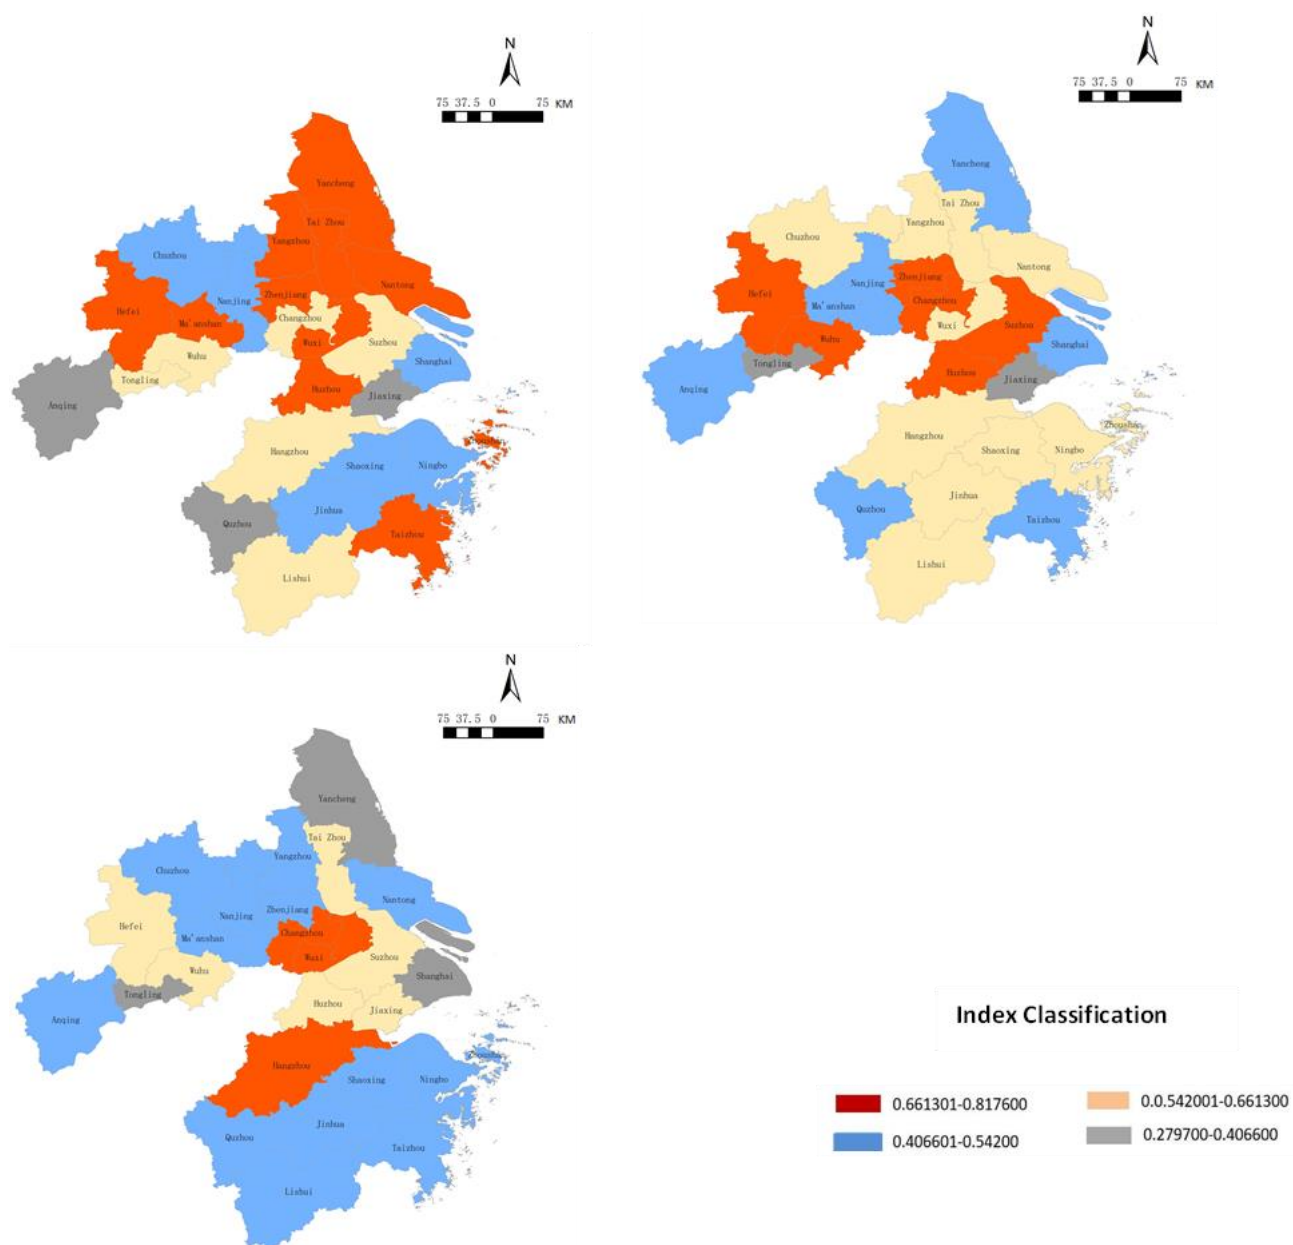 N
75 37.5 0 75 KM
Yancheng
Tai Zhou
Yangzhou
Chuzhou
Nantong
Zhenjiang
Nanjing
Hefei
Changzhou
Ma'anshan
Wuxi
Suzhou
Wuhu
Shanghai
Tongling
Huzhou
Jiaxing
Anqing
Zhoushan
Hangzhou
Shaoxing
Ningbo
Jinhua
Quzhou
Taizhou
Lishui
N
75 37.5 0 75 KM
Yancheng
Tai Zhou
Yangzhou
Chuzhou
Nantong
Zhenjiang
Nanjing
Hefei
Changzhou
Ma'anshan
Wuxi
Suzhou
Wuhu
Shanghai
Tongling
Huzhou
Jiaxing
Anqing
Zhoushan
Hangzhou
Shaoxing
Ningbo
Jinhua
Quzhou
Taizhou
Lishui
N
75 37.5 0 75 KM
Yancheng
Tai Zhou
Yangzhou
Chuzhou
Nantong
Zhenjiang
Nanjing
Hefei
Changzhou
Ma'anshan
Wuxi
Suzhou
Wuhu
Shanghai
Tongling
Huzhou
Jiaxing
Anqing
Zhoushan
Hangzhou
Shaoxing
Ningbo
Jinhua
Quzhou
Taizhou
Lishui
Index Classification
0.661301-0.817600
0.0.542001-0.661300
0.406601-0.54200
0.279700-0.406600